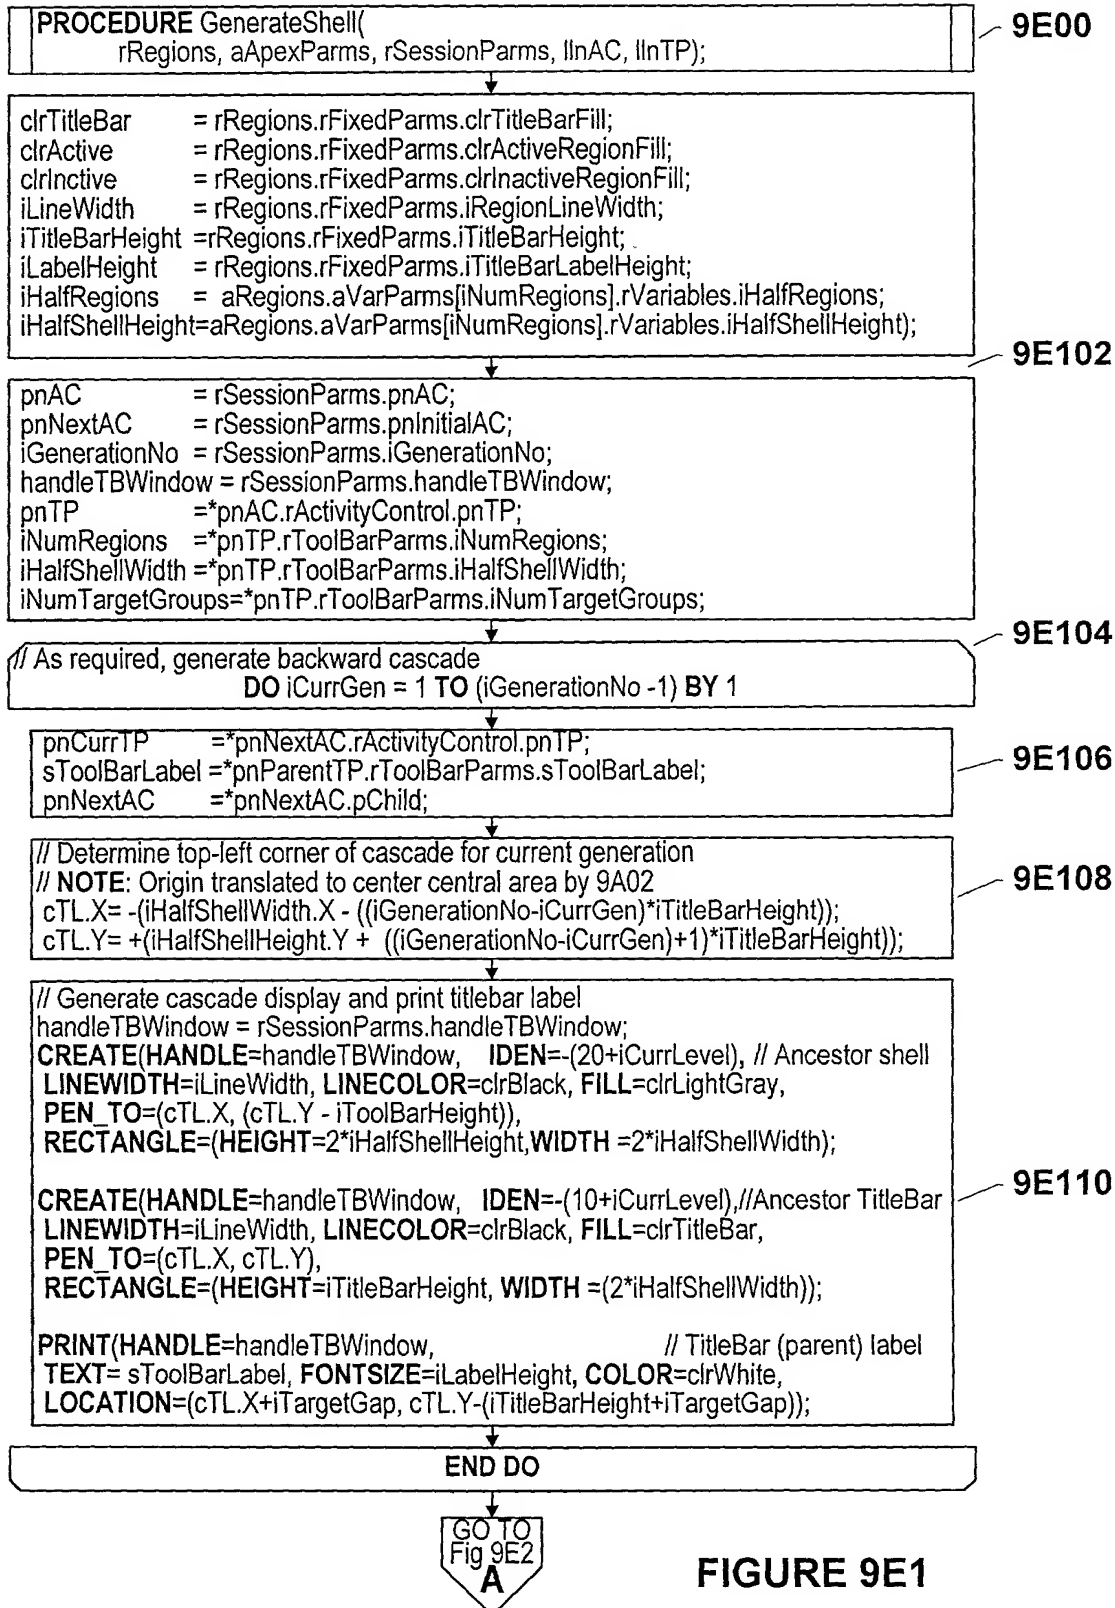 PROCEDURE GenerateShell(
rRegions, aApexParms, rSessionParms, llnAC, llnTP);
9E00
clrTitleBar = rRegions.rFixedParms.clrTitleBarFill;
clrActive = rRegions.rFixedParms.clrActiveRegionFill;
clrInctive = rRegions.rFixedParms.clrInactiveRegionFill;
iLineWidth = rRegions.rFixedParms.iRegionLineWidth;
iTitleBarHeight =rRegions.rFixedParms.iTitleBarHeight;
iLabelHeight = rRegions.rFixedParms.iTitleBarLabelHeight;
iHalfRegions = aRegions.aVarParms[iNumRegions].rVariables.iHalfRegions;
iHalfShellHeight=aRegions.aVarParms[iNumRegions].rVariables.iHalfShellHeight);
9E102
pnAC = rSessionParms.pnAC;
pnNextAC = rSessionParms.pnInitialAC;
iGenerationNo = rSessionParms.iGenerationNo;
handleTBWindow = rSessionParms.handleTBWindow;
pnTP =*pnAC.rActivityControl.pnTP;
iNumRegions =*pnTP.rToolBarParms.iNumRegions;
iHalfShellWidth =*pnTP.rToolBarParms.iHalfShellWidth;
iNumTargetGroups=*pnTP.rToolBarParms.iNumTargetGroups;
9E104
// As required, generate backward cascade
DO iCurrGen = 1 TO (iGenerationNo -1) BY 1
pnCurrTP =*pnNextAC.rActivityControl.pnTP;
sToolBarLabel =*pnParentTP.rToolBarParms.sToolBarLabel;
pnNextAC =*pnNextAC.pChild;
9E106
// Determine top-left corner of cascade for current generation
// NOTE: Origin translated to center central area by 9A02
cTL.X= -(iHalfShellWidth.X - ((iGenerationNo-iCurrGen)*iTitleBarHeight));
cTL.Y= +(iHalfShellHeight.Y + ((iGenerationNo-iCurrGen)+1)*iTitleBarHeight));
9E108
// Generate cascade display and print titlebar label
handleTBWindow = rSessionParms.handleTBWindow;
CREATE(HANDLE=handleTBWindow, IDEN=-(20+iCurrLevel), // Ancestor shell
LINEWIDTH=iLineWidth, LINECOLOR=clrBlack, FILL=clrLightGray,
PEN_TO=(cTL.X, (cTL.Y - iToolBarHeight)),
RECTANGLE=(HEIGHT=2*iHalfShellHeight,WIDTH =2*iHalfShellWidth);
CREATE(HANDLE=handleTBWindow, IDEN=-(10+iCurrLevel),//Ancestor TitleBar
LINEWIDTH=iLineWidth, LINECOLOR=clrBlack, FILL=clrTitleBar,
PEN_TO=(cTL.X, cTL.Y),
RECTANGLE=(HEIGHT=iTitleBarHeight, WIDTH =(2*iHalfShellWidth));
PRINT(HANDLE=handleTBWindow, // TitleBar (parent) label
TEXT= sToolBarLabel, FONTSIZE=iLabelHeight, COLOR=clrWhite,
LOCATION=(cTL.X+iTargetGap, cTL.Y-(iTitleBarHeight+iTargetGap));
9E110
END DO
GO TO
Fig 9E2
A
FIGURE 9E1